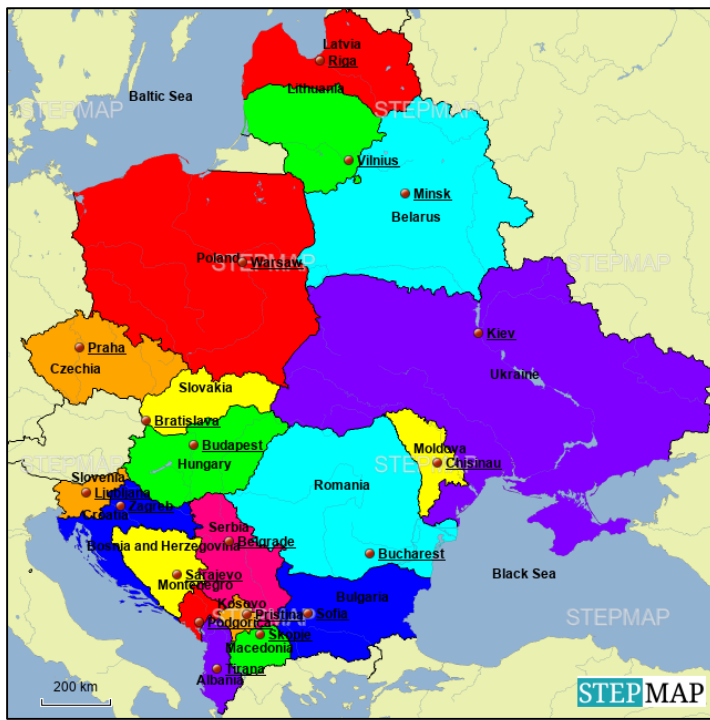 Latvia
Riga
Baltic Sea
Lithuania
STEPMAP
STEPMAP
Vilnius
Minsk
Belarus
Poland
Warsaw
STEPMAP
STEPMAP
Kiev
Praha
Czechia
Ukraine
Slovakia
Bratislava
Budapest
Moldova
Hungary
Chisinau
STEPMAP
STEPMAP
Slovenia
Romania
Ljubljana
Zagreb
Croatia
Serbia
Belgrade
Bosnia and Herzegovina
Bucharest
Black Sea
Sarajevo
Montenegro
Bulgaria
Kosovo
Pristina
Sofia
STEPMAP
STEPMAP
Podgorica
Skopje
Macedonia
Tirana
Albania
200 km
STEPMAP